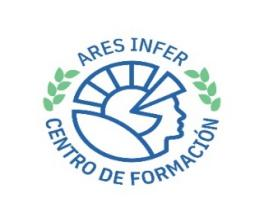 ARES INFER
CENTRO DE FORMACIÓN